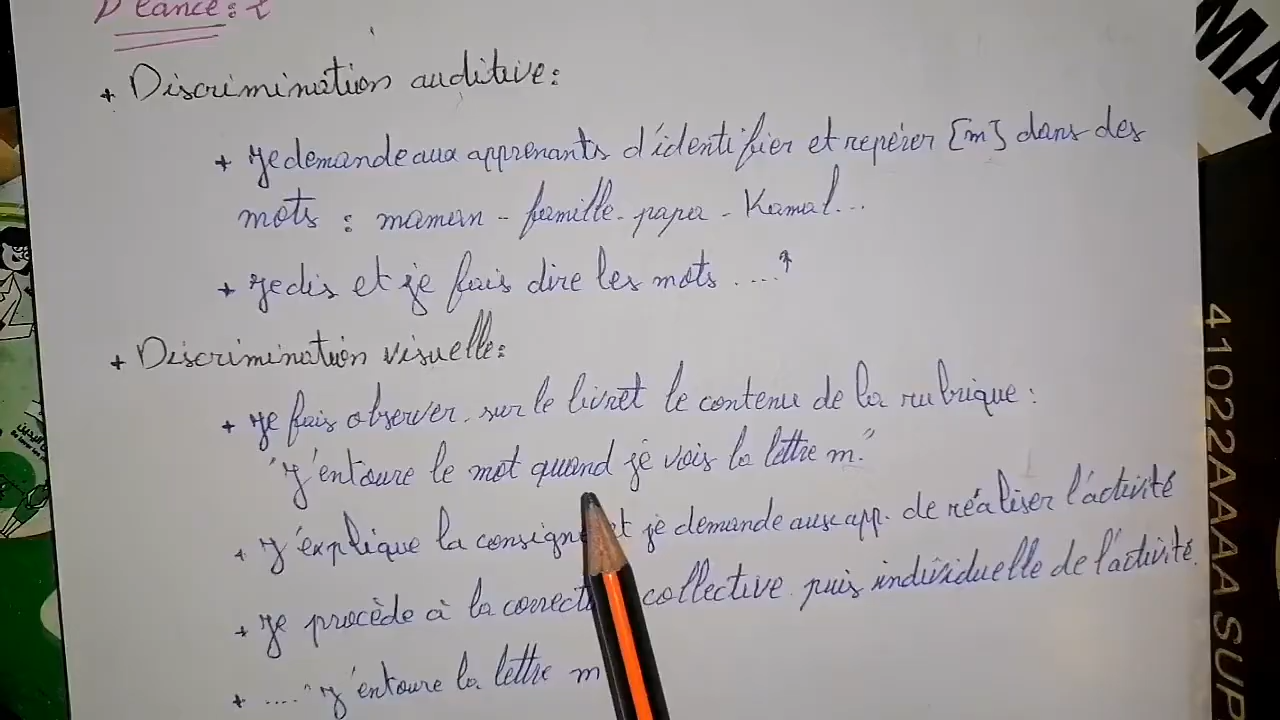 Séance: 2
+ Discrimination auditive:
+ Je demande aux apprenants d'identifier et repérer [m] dans des
mots : maman - famille - papa - Kamal...
+ Je dis et je fais dire les mots .....
+ Discrimination visuelle:
+ Je fais observer sur le livret le contenu de la rubrique :
"J'entoure le mot quand je vois la lettre m."
+ J'explique la consigne et je demande aux app. de réaliser l'activité
+ Je procède à la correct collective puis individuelle de l'activité.
+ ...." J'entoure la lettre m
MA
41022AAAA SUP